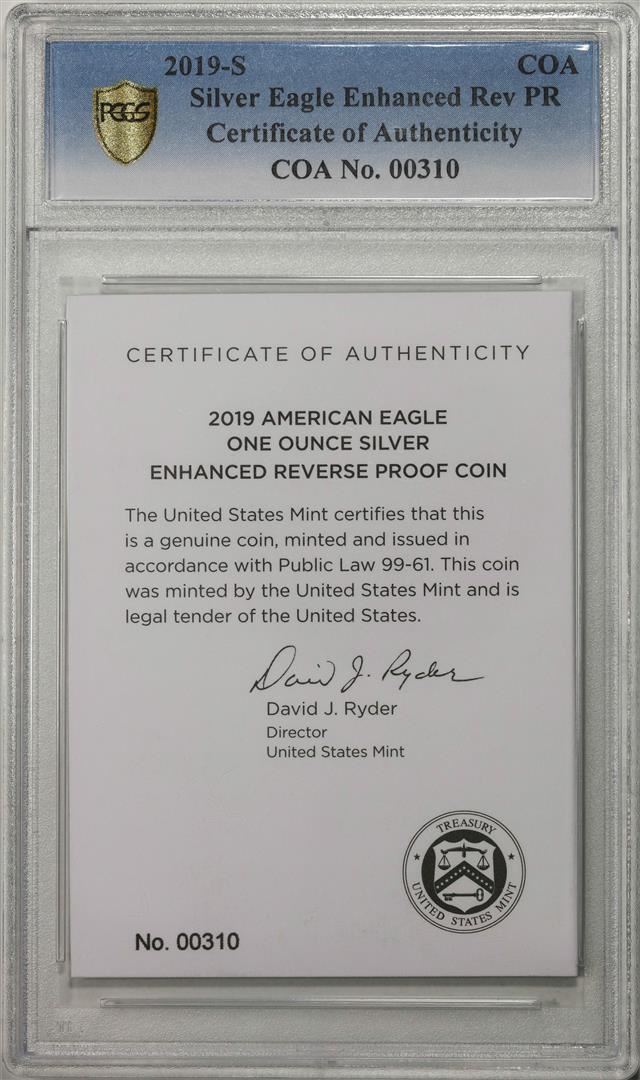 2019-S COA
PCGS
Silver Eagle Enhanced Rev PR
Certificate of Authenticity
COA No. 00310
CERTIFICATE OF AUTHENTICITY
2019 AMERICAN EAGLE
ONE OUNCE SILVER
ENHANCED REVERSE PROOF COIN
The United States Mint certifies that this
is a genuine coin, minted and issued in
accordance with Public Law 99-61. This coin
was minted by the United States Mint and is
legal tender of the United States.
David J. Ryder
David J. Ryder
Director
United States Mint
TREASURY
UNITED STATES MINT
No. 00310